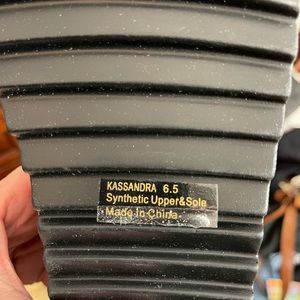 KASSANDRA 6.5
Synthetic Upper&Sole
Made In China